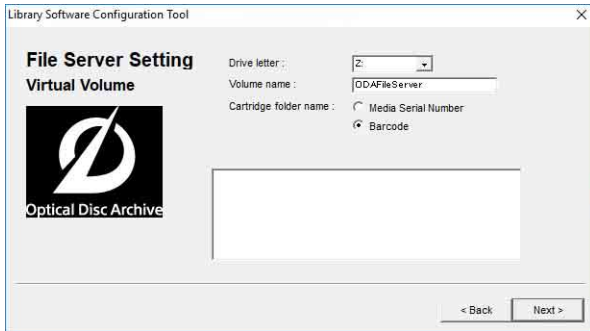 Library Software Configuration Tool
File Server Setting
Virtual Volume
Drive letter :
Z:
Volume name :
ODAFileServer
Cartridge folder name :
Media Serial Number
Barcode
Optical Disc Archive
< Back
Next >